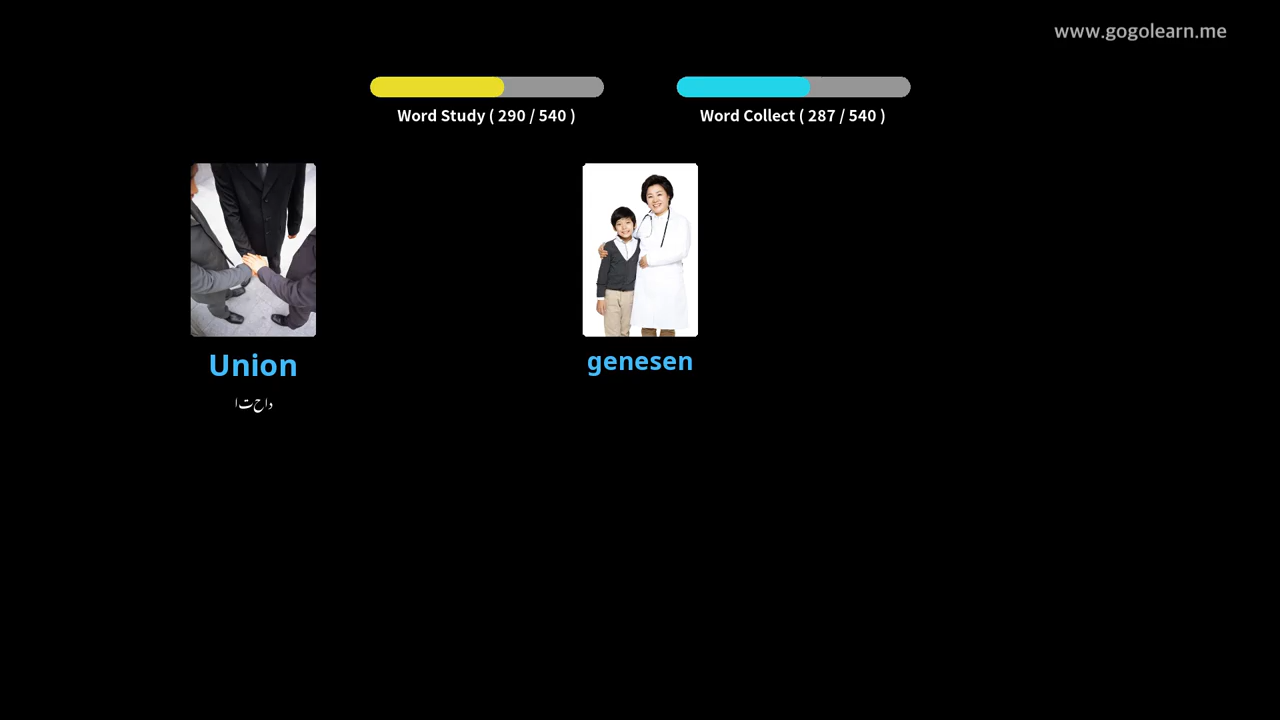 www.gogolearn.me
Word Study ( 290 / 540 )
Word Collect ( 287 / 540 )
Union
genesen
اتحاد